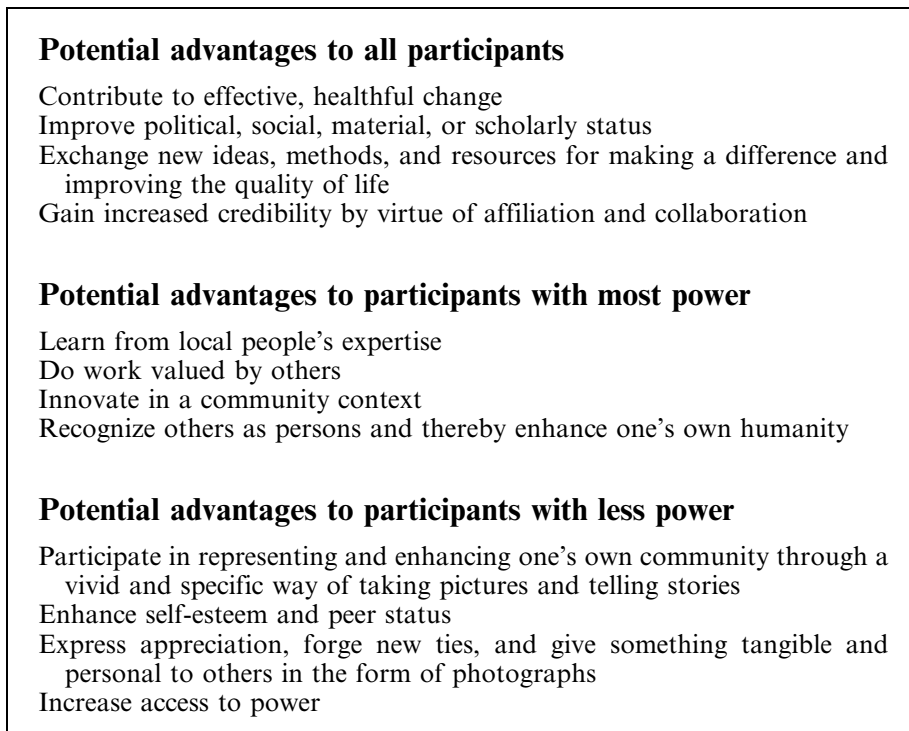 Potential advantages to all participants
Contribute to effective, healthful change
Improve political, social, material, or scholarly status
Exchange new ideas, methods, and resources for making a difference and
improving the quality of life
Gain increased credibility by virtue of affiliation and collaboration
Potential advantages to participants with most power
Learn from local people's expertise
Do work valued by others
Innovate in a community context
Recognize others as persons and thereby enhance one's own humanity
Potential advantages to participants with less power
Participate in representing and enhancing one's own community through a
vivid and specific way of taking pictures and telling stories
Enhance self-esteem and peer status
Express appreciation, forge new ties, and give something tangible and
personal to others in the form of photographs
Increase access to power